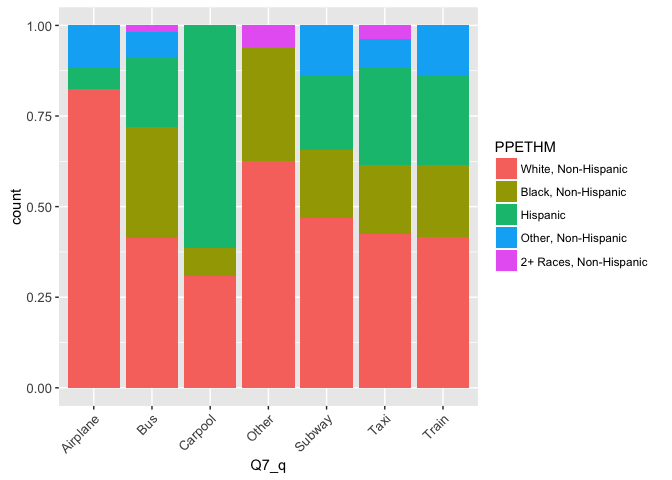 1.00
0.75
0.50
0.25
0.00
count
Airplane
Bus
Carpool
Other
Subway
Taxi
Train
Q7_q
PPETHM
White, Non-Hispanic
Black, Non-Hispanic
Hispanic
Other, Non-Hispanic
2+ Races, Non-Hispanic